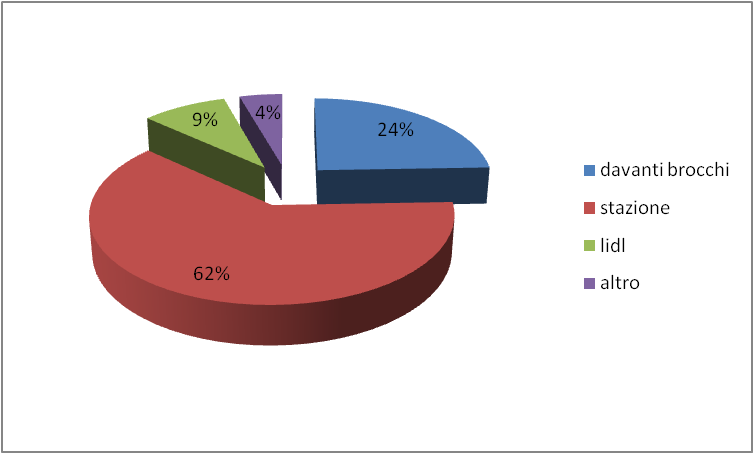 4%
9%
24%
62%
davanti brocchi
stazione
lidl
altro